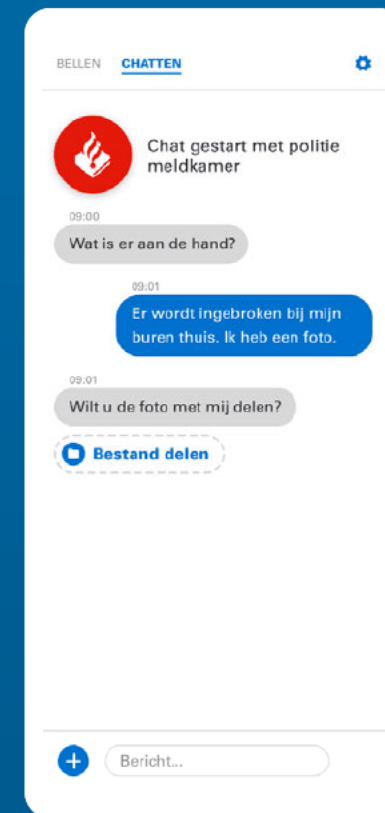 BELLEN CHATTEN
Chat gestart met politie
meldkamer
09:00
Wat is er aan de hand?
09:01
Er wordt ingebroken bij mijn
buren thuis. Ik heb een foto.
09:01
Wilt u de foto met mij delen?
Bestand delen
Bericht...